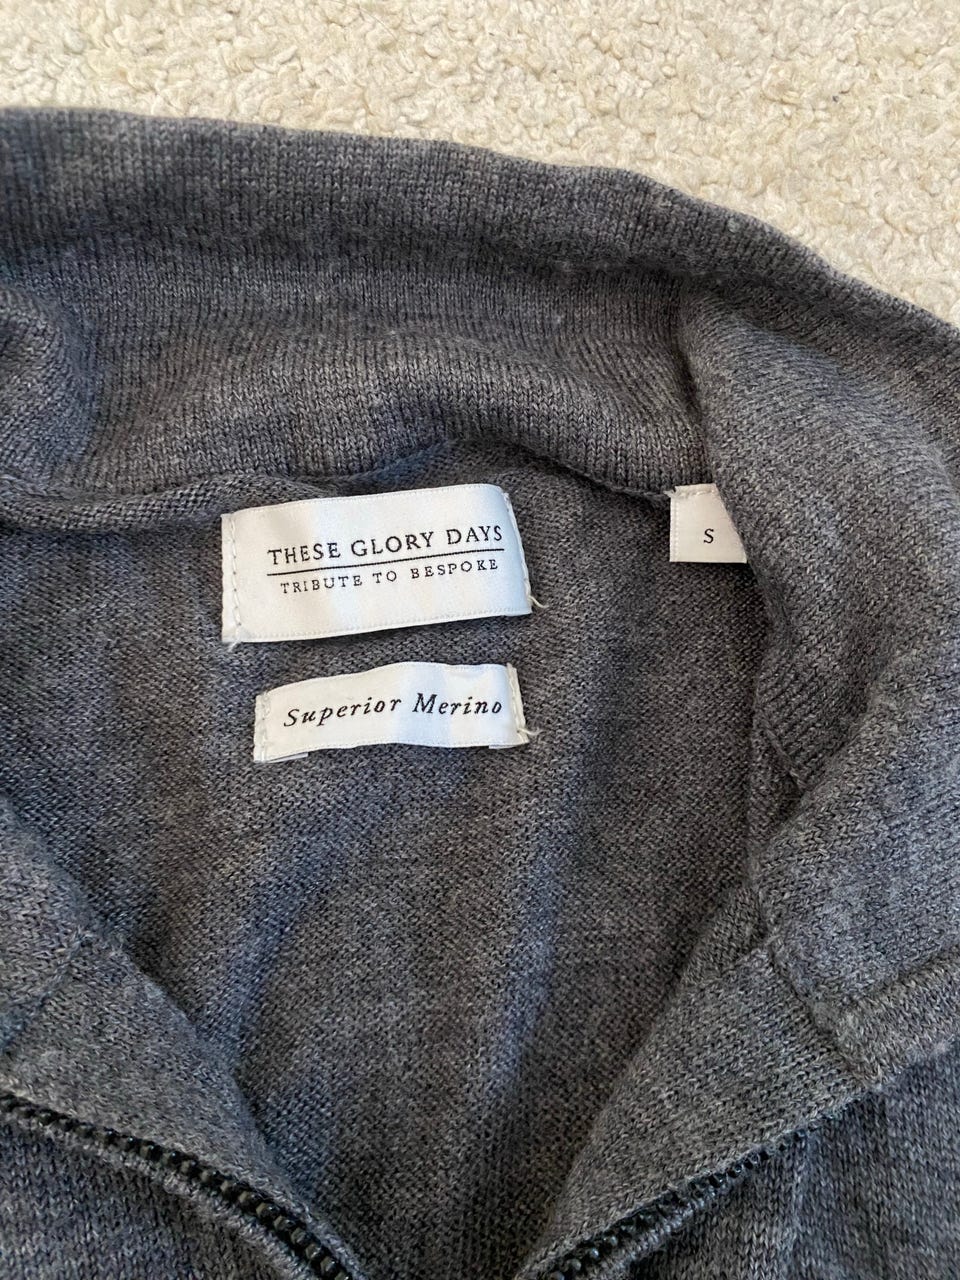 THESE GLORY DAYS
TRIBUTE TO BESPOKE
S
Superior Merino